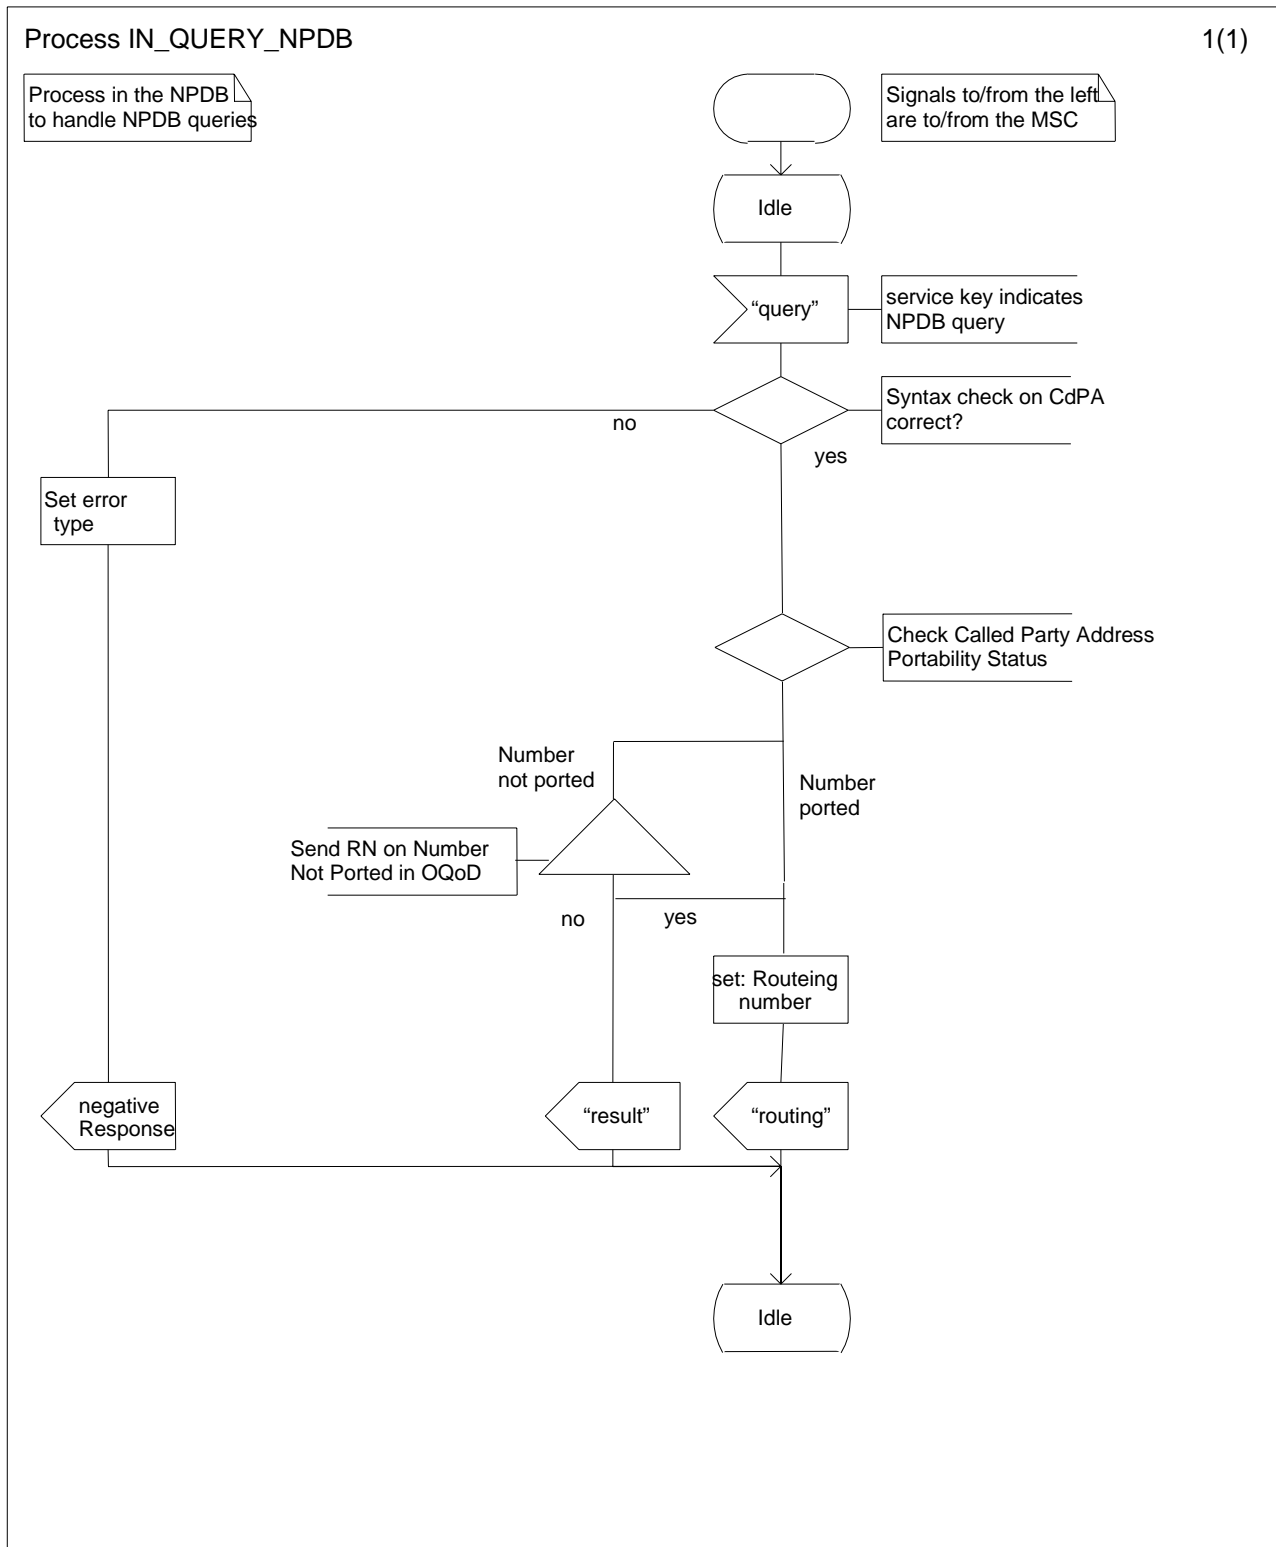 Process IN_QUERY_NPDB
1(1)
Process in the NPDB
to handle NPDB queries
Signals to/from the left
are to/from the MSC
Idle
“query”
service key indicates
NPDB query
Syntax check on CdPA
correct?
no
yes
Set error
type
Check Called Party Address
Portability Status
Number
not ported
Number
ported
Send RN on Number
Not Ported in OQoD
no
yes
set: Routeing
number
negative
Response
“result”
“routing”
Idle